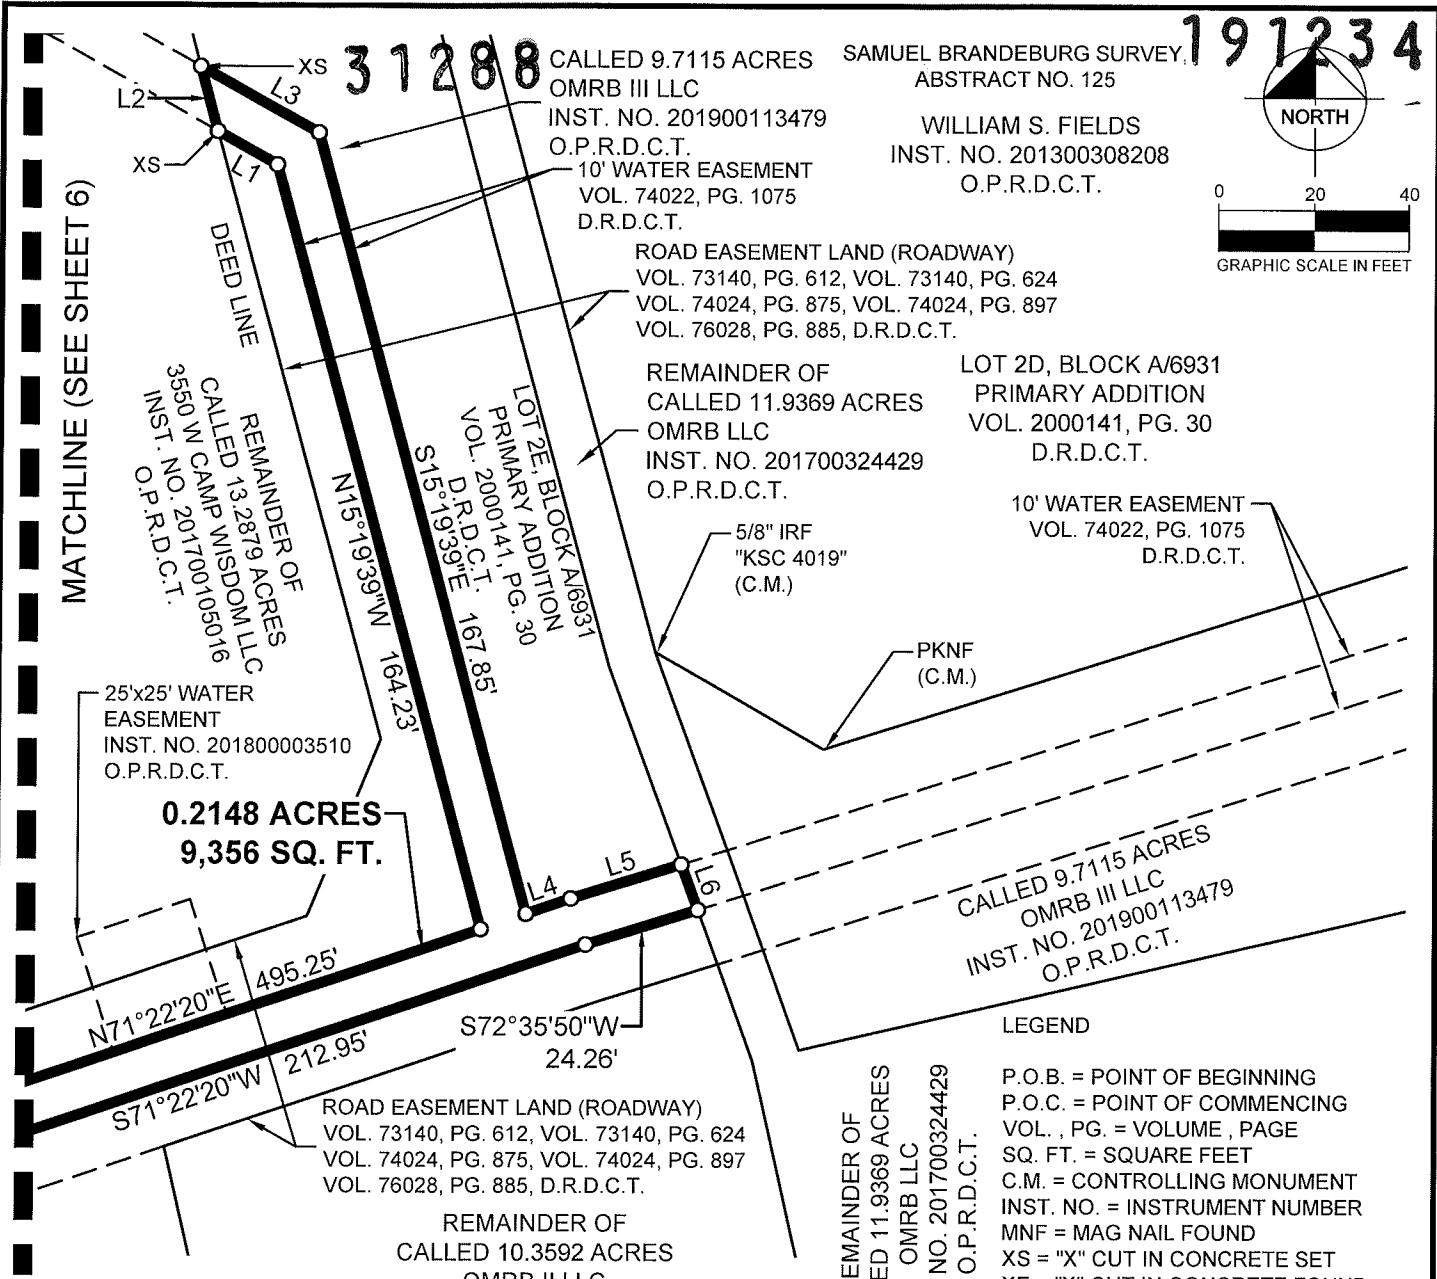 31288
191234
XS
L3
L2
XS
L1
CALLED 9.7115 ACRES
OMRB III LLC
INST. NO. 201900113479
O.P.R.D.C.T.
10' WATER EASEMENT
VOL. 74022, PG. 1075
D.R.D.C.T.
SAMUEL BRANDEBURG SURVEY,
ABSTRACT NO. 125
WILLIAM S. FIELDS
INST. NO. 201300308208
O.P.R.D.C.T.
NORTH
0 20 40
GRAPHIC SCALE IN FEET
MATCHLINE (SEE SHEET 6)
DEED LINE
ROAD EASEMENT LAND (ROADWAY)
VOL. 73140, PG. 612, VOL. 73140, PG. 624
VOL. 74024, PG. 875, VOL. 74024, PG. 897
VOL. 76028, PG. 885, D.R.D.C.T.
REMAINDER OF
CALLED 13.2879 ACRES
3550 W CAMP WISDOM LLC
INST. NO. 201700105016
O.P.R.D.C.T.
N15°19'39"W 164.23'
S15°19'39"E 167.85'
LOT 2E, BLOCK A/6931
PRIMARY ADDITION
VOL. 2000141, PG. 30
D.R.D.C.T.
REMAINDER OF
CALLED 11.9369 ACRES
OMRB LLC
INST. NO. 201700324429
O.P.R.D.C.T.
LOT 2D, BLOCK A/6931
PRIMARY ADDITION
VOL. 2000141, PG. 30
D.R.D.C.T.
10' WATER EASEMENT
VOL. 74022, PG. 1075
D.R.D.C.T.
5/8" IRF
"KSC 4019"
(C.M.)
PKNF
(C.M.)
25'x25' WATER
EASEMENT
INST. NO. 201800003510
O.P.R.D.C.T.
0.2148 ACRES
9,356 SQ. FT.
L4
L5
L6
CALLED 9.7115 ACRES
OMRB III LLC
INST. NO. 201900113479
O.P.R.D.C.T.
N71°22'20"E 495.25'
S71°22'20"W 212.95'
S72°35'50"W
24.26'
ROAD EASEMENT LAND (ROADWAY)
VOL. 73140, PG. 612, VOL. 73140, PG. 624
VOL. 74024, PG. 875, VOL. 74024, PG. 897
VOL. 76028, PG. 885, D.R.D.C.T.
REMAINDER OF
CALLED 10.3592 ACRES
EMAINDER OF
ED 11.9369 ACRES
OMRB LLC
NO. 201700324429
O.P.R.D.C.T.
LEGEND
P.O.B. = POINT OF BEGINNING
P.O.C. = POINT OF COMMENCING
VOL. , PG. = VOLUME , PAGE
SQ. FT. = SQUARE FEET
C.M. = CONTROLLING MONUMENT
INST. NO. = INSTRUMENT NUMBER
MNF = MAG NAIL FOUND
XS = "X" CUT IN CONCRETE SET